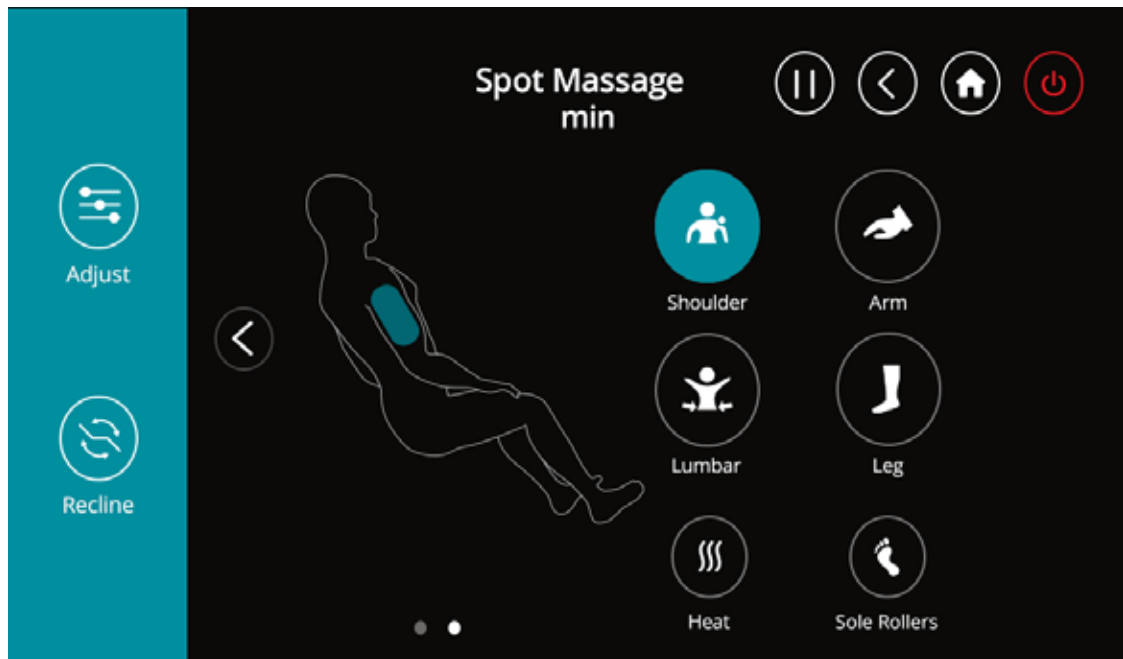 Spot Massage
min
Adjust
Recline
Shoulder
Arm
Lumbar
Leg
Heat
Sole Rollers